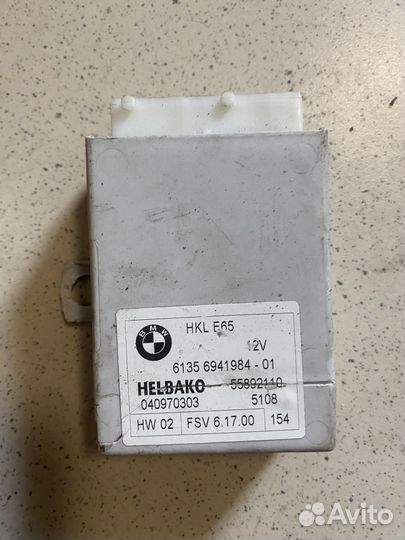 BMW
HKL E65
12V
6135 6941984 - 01
HELBAKO 55892110
040970303 5108
HW 02 FSV 6.17.00 154
Avito